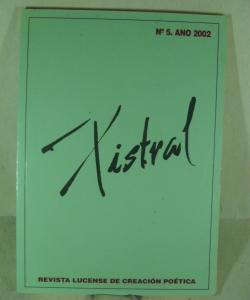 Nº 5. ANO 2002
Xistral
REVISTA LUCENSE DE CREACIÓN POÉTICA